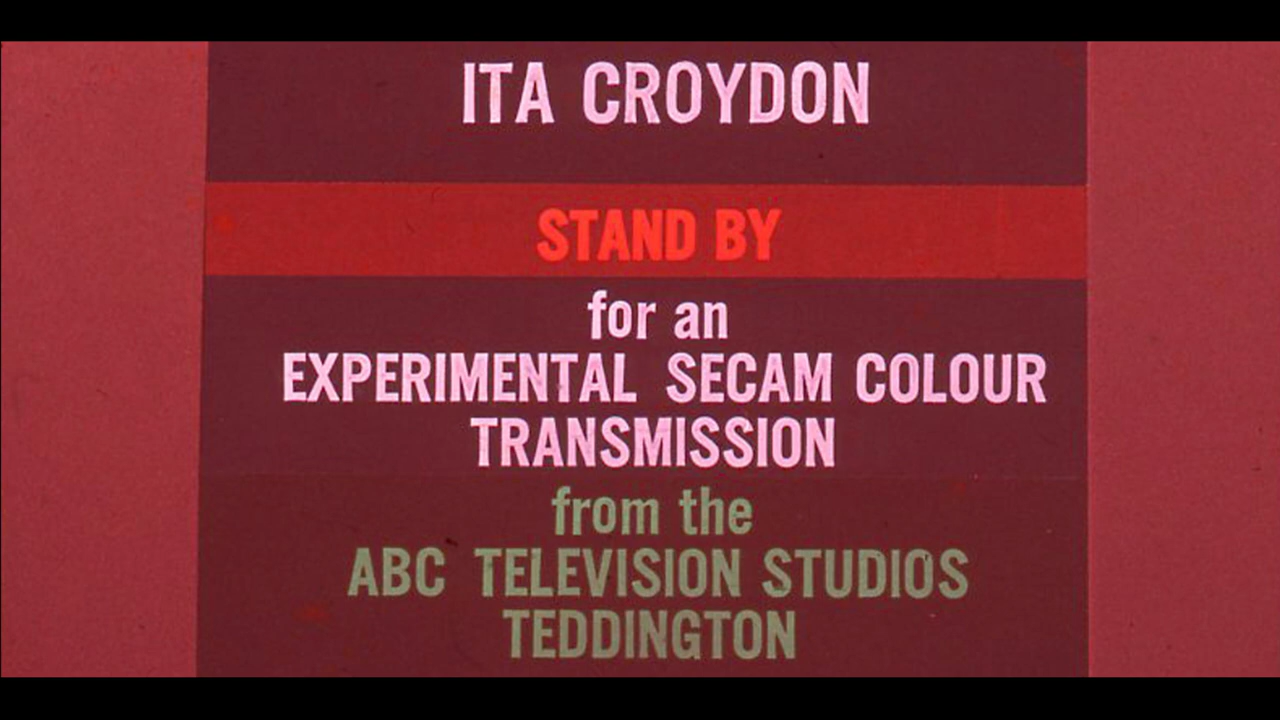 ITA CROYDON
STAND BY
for an
EXPERIMENTAL SECAM COLOUR
TRANSMISSION
from the
ABC TELEVISION STUDIOS
TEDDINGTON